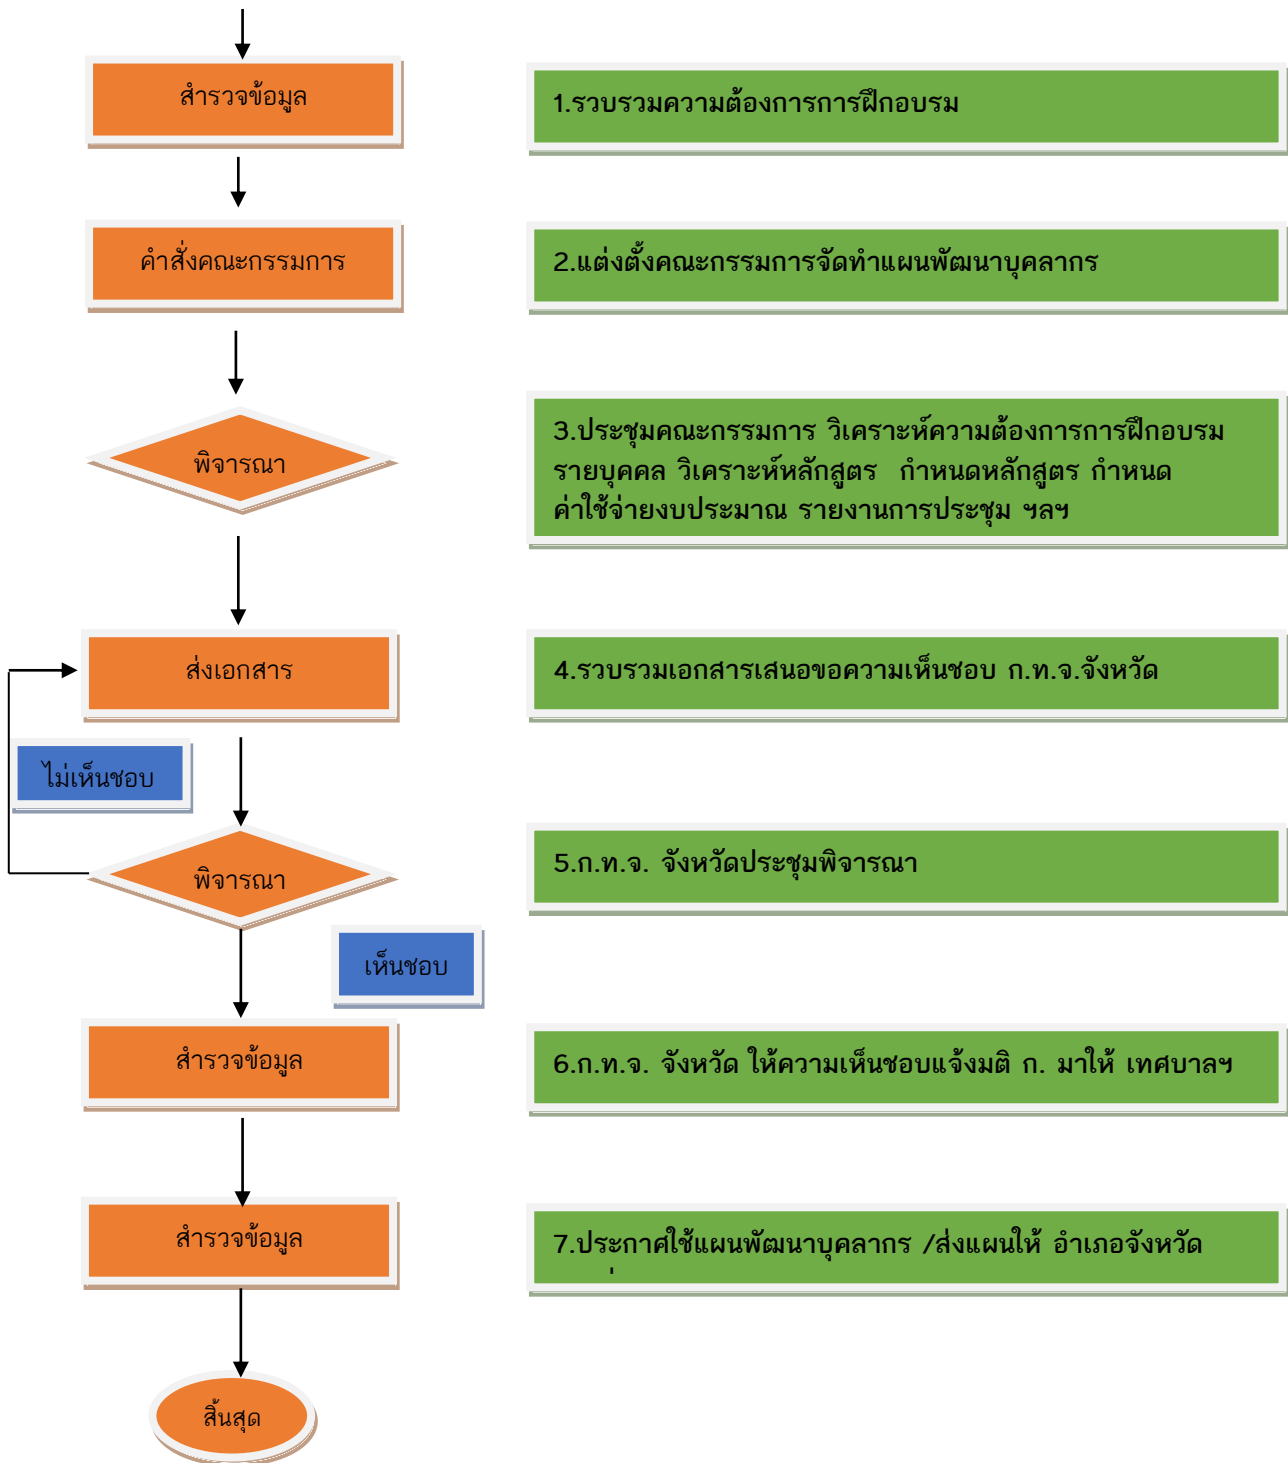 สำรวจข้อมูล
1.รวบรวมความต้องการการฝึกอบรม
คำสั่งคณะกรรมการ
2.แต่งตั้งคณะกรรมการจัดทำแผนพัฒนาบุคลากร
พิจารณา
3.ประชุมคณะกรรมการ วิเคราะห์ความต้องการการฝึกอบรม
รายบุคคล วิเคราะห์หลักสูตร กำหนดหลักสูตร กำหนด
ค่าใช้จ่ายงบประมาณ รายงานการประชุม ฯลฯ
ส่งเอกสาร
4.รวบรวมเอกสารเสนอขอความเห็นชอบ ก.ท.จ.จังหวัด
ไม่เห็นชอบ
พิจารณา
5.ก.ท.จ. จังหวัดประชุมพิจารณา
เห็นชอบ
สำรวจข้อมูล
6.ก.ท.จ. จังหวัด ให้ความเห็นชอบแจ้งมติ ก. มาให้ เทศบาลฯ
สำรวจข้อมูล
7.ประกาศใช้แผนพัฒนาบุคลากร /ส่งแผนให้ อำเภอจังหวัด
สิ้นสุด